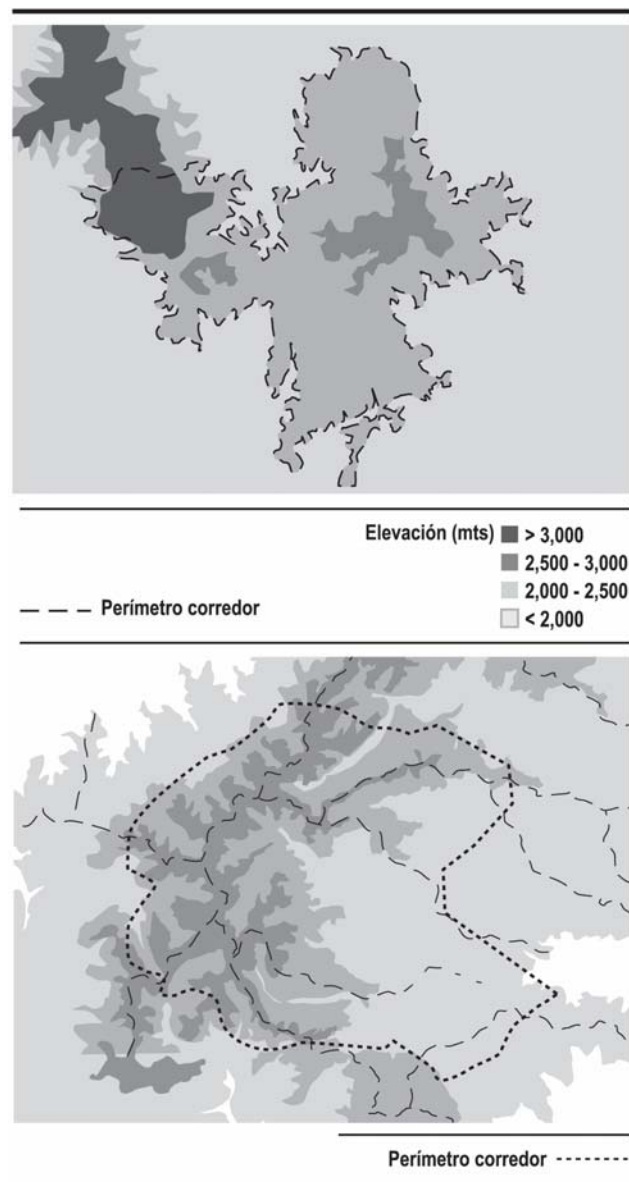 Elevación (mts)
> 3,000
2,500 - 3,000
2,000 - 2,500
< 2,000
Perímetro corredor
Perímetro corredor